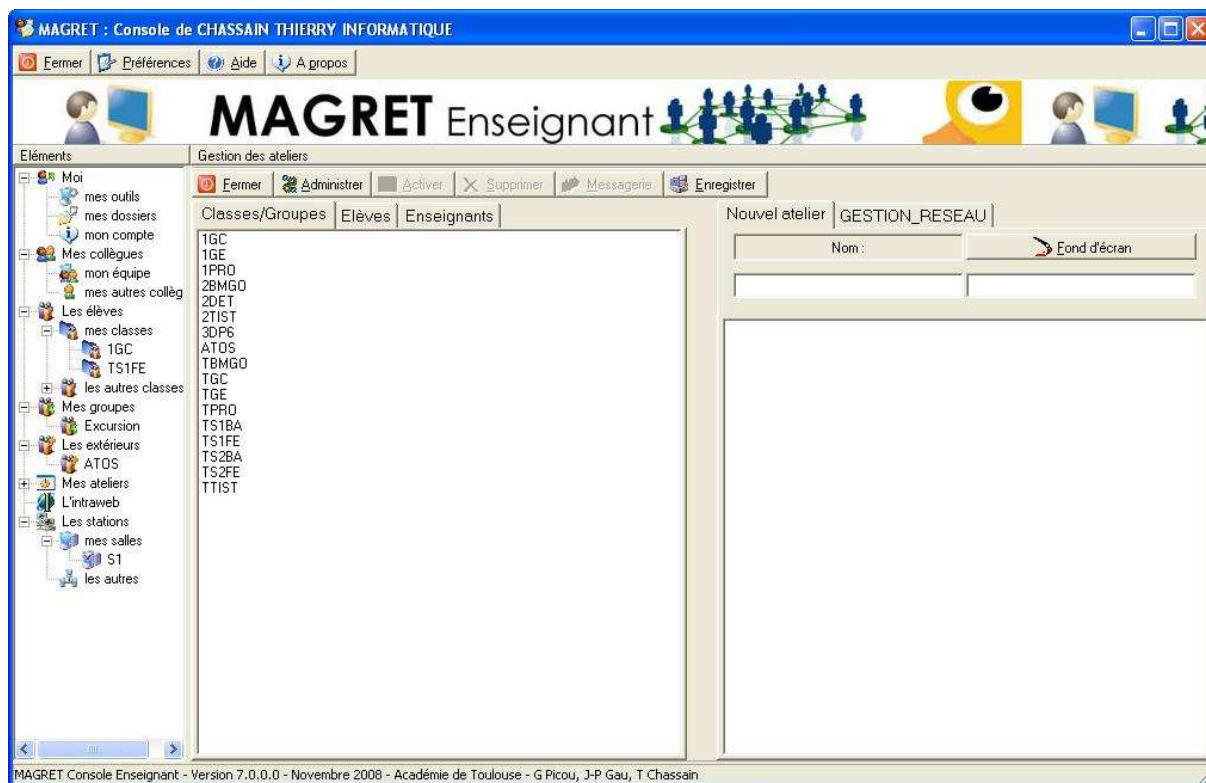 MAGRET : Console de CHASSAIN THIERRY INFORMATIQUE
Fermer Préférences Aide A propos
MAGRET Enseignant
Eléments
Moi
mes outils
mes dossiers
mon compte
Mes collègues
mon équipe
mes autres collèg
Les élèves
mes classes
1GC
TS1FE
les autres classes
Mes groupes
Excursion
Les extérieurs
ATOS
Mes ateliers
L'intraweb
Les stations
mes salles
S1
les autres
Gestion des ateliers
Fermer Administrer Activer Supprimer Messagerie Enregistrer
Classes/Groupes Elèves Enseignants
1GC
1GE
1PRO
2BMGO
2DET
2TIST
3DP6
ATOS
TBMGO
TGC
TGE
TPRO
TS1BA
TS1FE
TS2BA
TS2FE
TTIST
Nouvel atelier GESTION_RESEAU
Nom : Fond d'écran
MAGRET Console Enseignant - Version 7.0.0.0 - Novembre 2008 - Académie de Toulouse - G Picou, J-P Gau, T Chassain